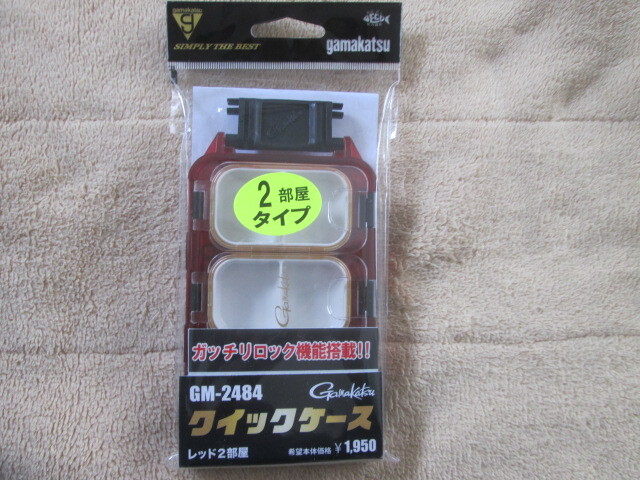 SIMPLY THE BEST
gamakatsu
2部屋
タイプ
Gamakatsu
ガッチリロック機能搭載!!
GM-2484
Gamakatsu
クイックケース
レッド2部屋
希望本体価格 ¥1,950